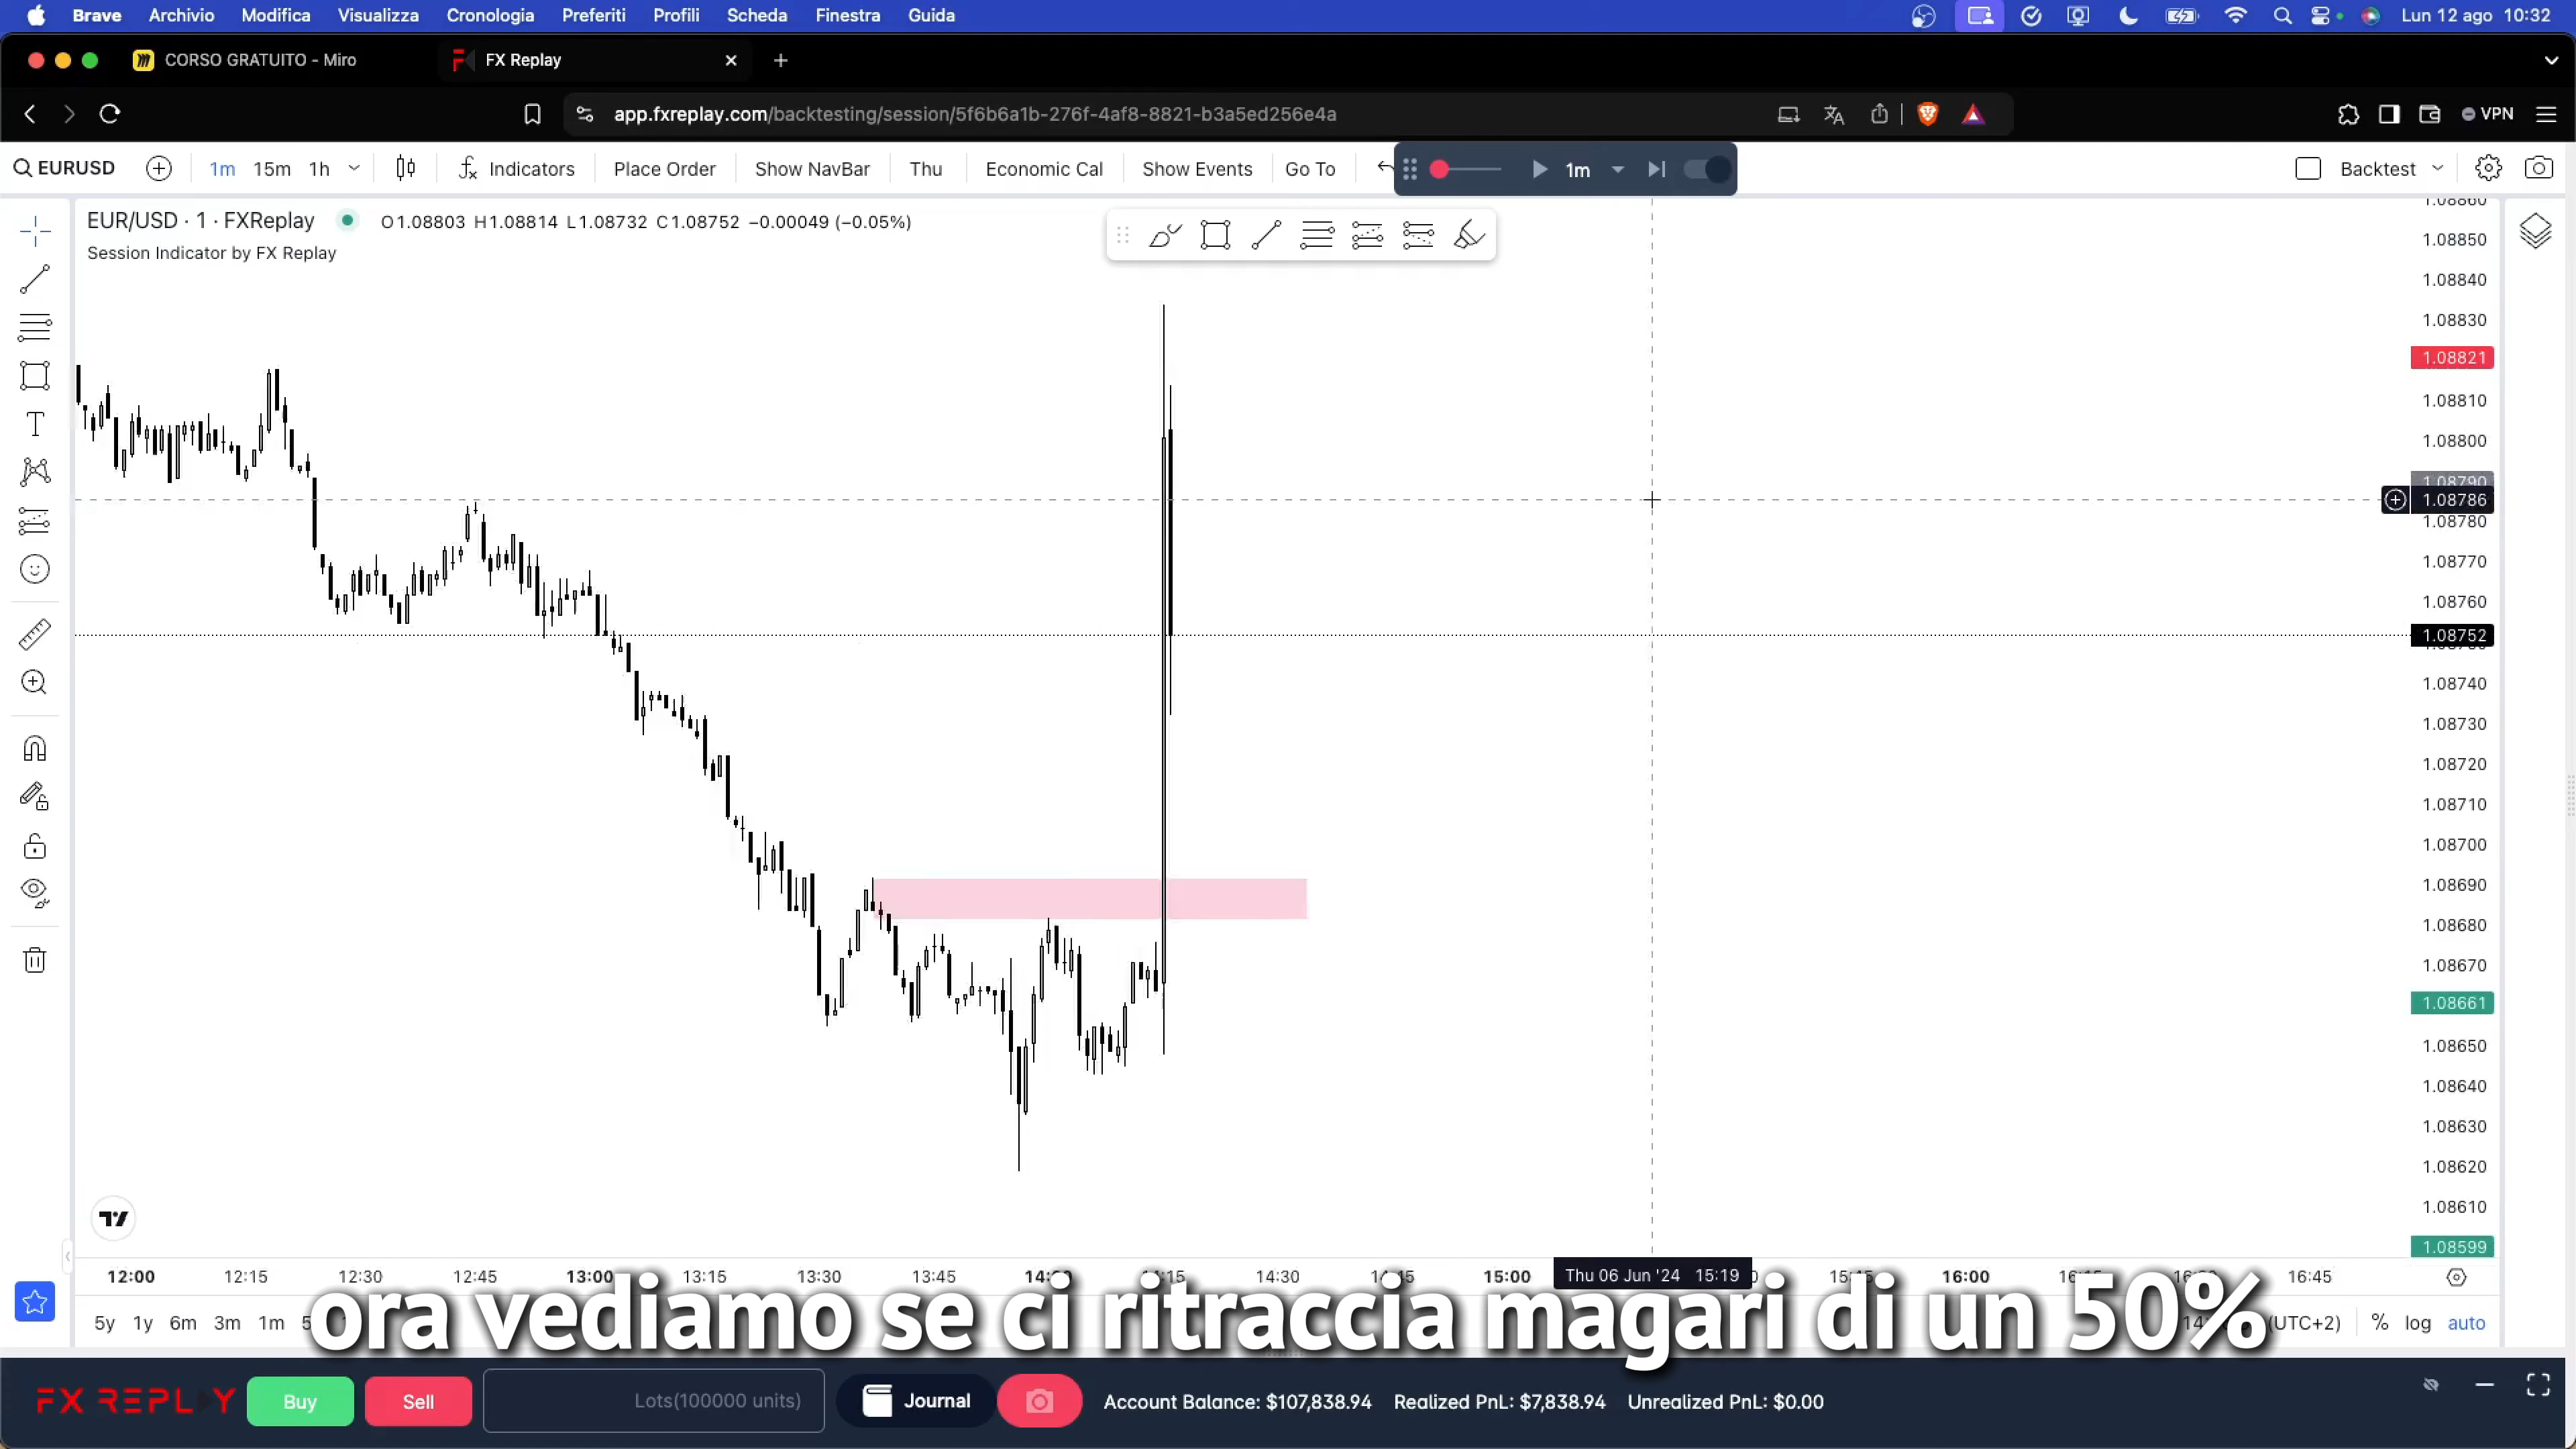 Brave Archivio Modifica Visualizza Cronologia Preferiti Profili Scheda Finestra Guida Lun 12 ago 10:32
CORSO GRATUITO - Miro FX Replay
app.fxreplay.com/backtesting/session/5f6b6a1b-276f-4af8-8821-b3a5ed256e4a VPN
EURUSD 1m 15m 1h Indicators Place Order Show NavBar Thu Economic Cal Show Events Go To 1m Backtest
EUR/USD · 1 · FXReplay O1.08803 H1.08814 L1.08732 C1.08752 −0.00049 (−0.05%)
Session Indicator by FX Replay
1.08860
1.08850
1.08840
1.08830
1.08821
1.08810
1.08800
1.08790
1.08786
1.08780
1.08770
1.08760
1.08752
1.08740
1.08730
1.08720
1.08710
1.08700
1.08690
1.08680
1.08670
1.08661
1.08650
1.08640
1.08630
1.08620
1.08610
1.08599
12:00 12:15 12:30 12:45 13:00 13:15 13:30 13:45 14:15 14:30 15:00 Thu 06 Jun '24 15:19 15:45 16:00 16:45
ora vediamo se ci ritraccia magari di un 50%
5y 1y 6m 3m 1m (UTC+2) % log auto
FX REPLAY Buy Sell Lots(100000 units) Journal Account Balance: $107,838.94 Realized PnL: $7,838.94 Unrealized PnL: $0.00